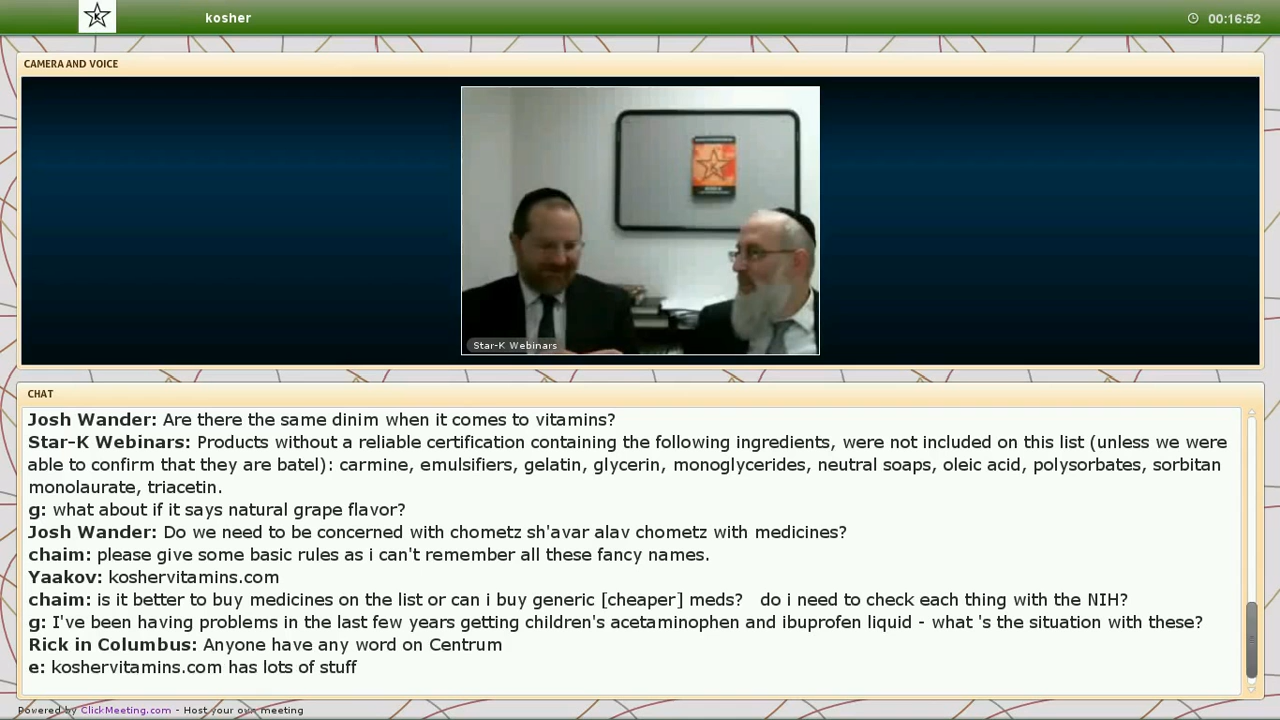 kosher
00:16:52
CAMERA AND VOICE
K
Star-K Webinars
CHAT
Josh Wander: Are there the same dinim when it comes to vitamins?
Star-K Webinars: Products without a reliable certification containing the following ingredients, were not included on this list (unless we were
able to confirm that they are batel): carmine, emulsifiers, gelatin, glycerin, monoglycerides, neutral soaps, oleic acid, polysorbates, sorbitan
monolaurate, triacetin.
g: what about if it says natural grape flavor?
Josh Wander: Do we need to be concerned with chometz sh'avar alav chometz with medicines?
chaim: please give some basic rules as i can't remember all these fancy names.
Yaakov: koshervitamins.com
chaim: is it better to buy medicines on the list or can i buy generic [cheaper] meds? do i need to check each thing with the NIH?
g: I've been having problems in the last few years getting children's acetaminophen and ibuprofen liquid - what 's the situation with these?
Rick in Columbus: Anyone have any word on Centrum
e: koshervitamins.com has lots of stuff
Powered by ClickMeeting.com - Host your own meeting